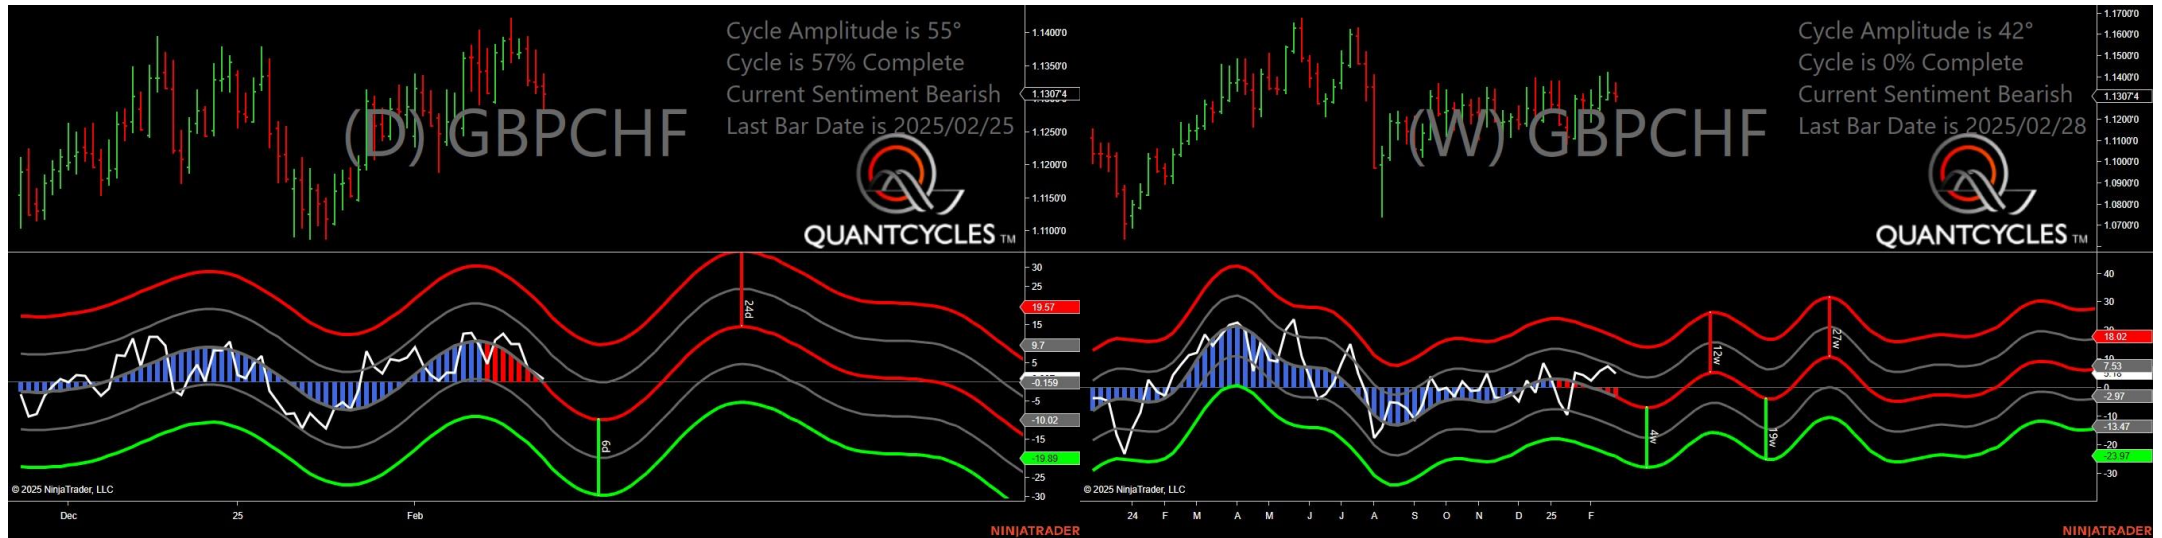 Cycle Amplitude is 55°
Cycle is 57% Complete
Current Sentiment Bearish
Last Bar Date is 2025/02/25
(D) GBPCHF
QUANTCYCLES TM
1.1400'0
1.1350'0
1.1307'4
1.1250'0
1.1200'0
1.1150'0
1.1100'0
30
25
19.57
15
9.7
5
-0.159
-5
-10.02
-15
-19.89
-25
-30
24d
6d
© 2025 NinjaTrader, LLC
Dec
25
Feb
NINJATRADER
Cycle Amplitude is 42°
Cycle is 0% Complete
Current Sentiment Bearish
Last Bar Date is 2025/02/28
(W) GBPCHF
QUANTCYCLES TM
1.1700'0
1.1600'0
1.1500'0
1.1400'0
1.1307'4
1.1200'0
1.1100'0
1.1000'0
1.0900'0
1.0800'0
1.0700'0
40
30
20
18.02
10
7.53
0
-2.97
-10
-13.47
-20
-23.97
-30
12w
27w
4w
19w
© 2025 NinjaTrader, LLC
24 F M A M J J A S O N D 25 F
NINJATRADER